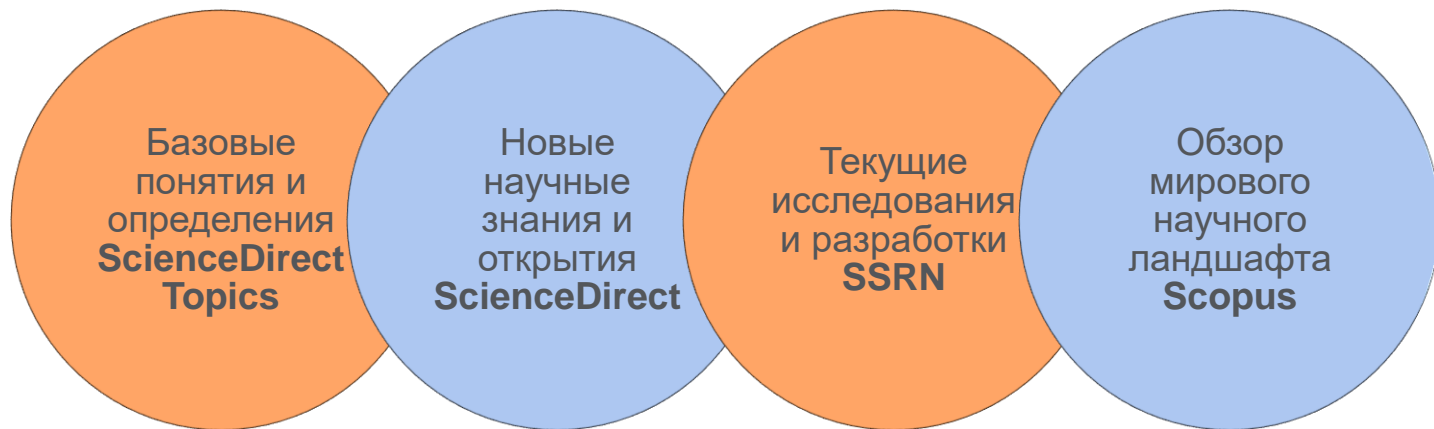 Базовые
понятия и
определения
ScienceDirect
Topics
Новые
научные
знания и
открытия
ScienceDirect
Текущие
исследования
и разработки
SSRN
Обзор
мирового
научного
ландшафта
Scopus